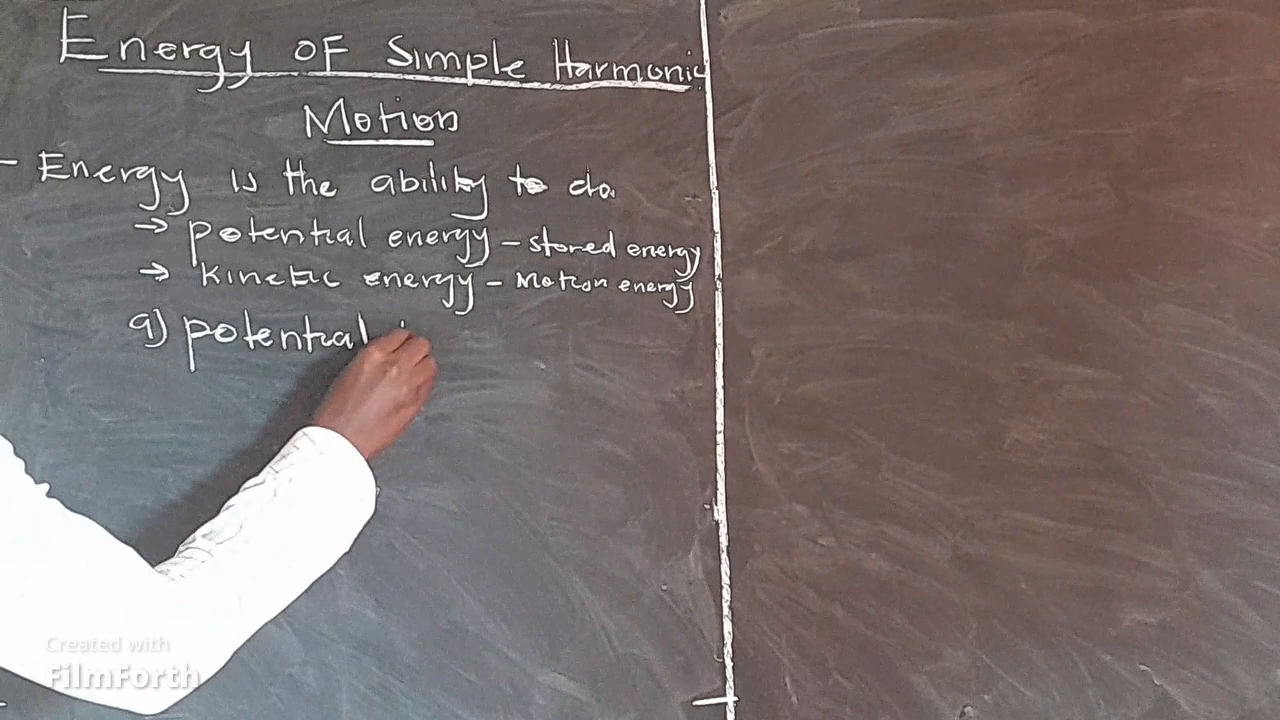 Energy OF Simple Harmonic
Motion
- Energy is the ability to do
→ potential energy - stored energy
→ kinetic energy - Motion energy
a) potential
Created with
FilmForth